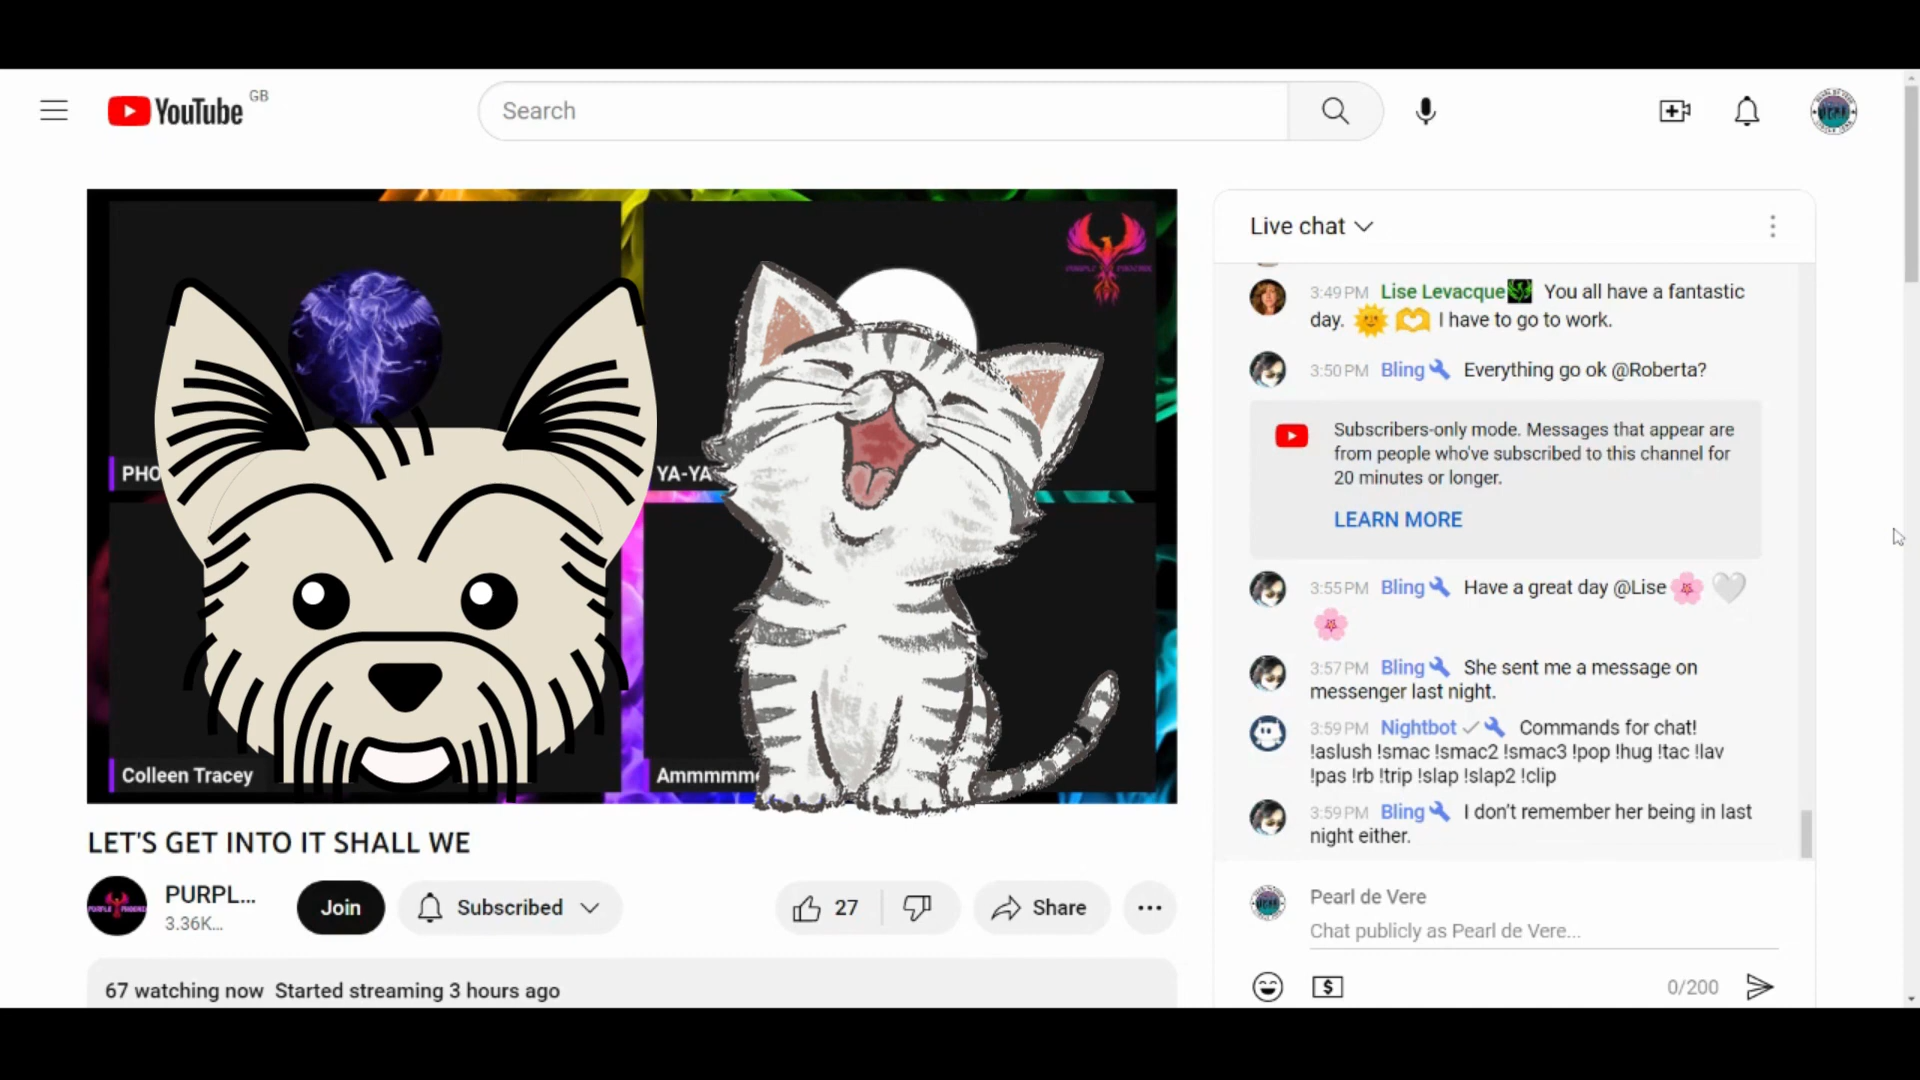 YouTube GB
Search
PURPLE PHOENIX
PHO
YA-YA
Colleen Tracey
Ammmmm
LET'S GET INTO IT SHALL WE
PURPL...
3.36K...
Join
Subscribed
27
Share
67 watching now Started streaming 3 hours ago
Live chat
3:49 PM Lise Levacque You all have a fantastic
day. I have to go to work.
3:50 PM Bling Everything go ok @Roberta?
Subscribers-only mode. Messages that appear are
from people who've subscribed to this channel for
20 minutes or longer.
LEARN MORE
3:55 PM Bling Have a great day @Lise
3:57 PM Bling She sent me a message on
messenger last night.
3:59 PM Nightbot Commands for chat!
!aslush !smac !smac2 !smac3 !pop !hug !tac !lav
!pas !rb !trip !slap !slap2 !clip
3:59 PM Bling I don't remember her being in last
night either.
Pearl de Vere
Chat publicly as Pearl de Vere...
0/200